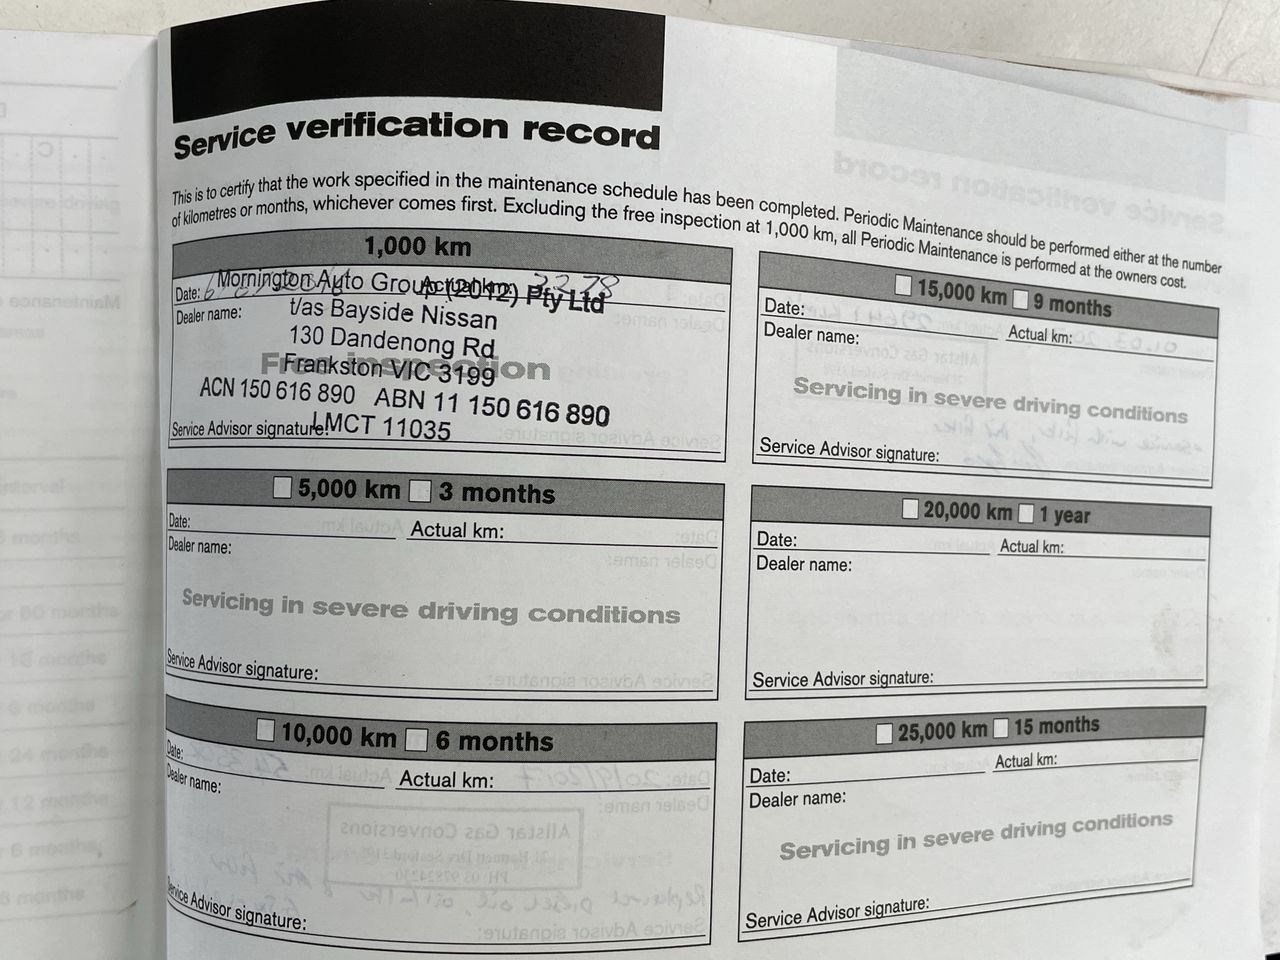 Service verification record
This is to certify that the work specified in the maintenance schedule has been completed. Periodic Maintenance should be performed either at the number
of kilometres or months, whichever comes first. Excluding the free inspection at 1,000 km, all Periodic Maintenance is performed at the owners cost.
1,000 km
Date: Actual km: 3278
Mornington Auto Group (2012) Pty Ltd
Dealer name:
t/as Bayside Nissan
130 Dandenong Rd
Free inspection
Frankston VIC 3199
ACN 150 616 890 ABN 11 150 616 890
Service Advisor signature:
LMCT 11035
5,000 km 3 months
Date: Actual km:
Dealer name:
Servicing in severe driving conditions
Service Advisor signature:
10,000 km 6 months
Date: Actual km:
Dealer name:
Service Advisor signature:
15,000 km 9 months
Date: Actual km:
Dealer name:
Servicing in severe driving conditions
Service Advisor signature:
20,000 km 1 year
Date: Actual km:
Dealer name:
Service Advisor signature:
25,000 km 15 months
Date: Actual km:
Dealer name:
Servicing in severe driving conditions
Service Advisor signature: